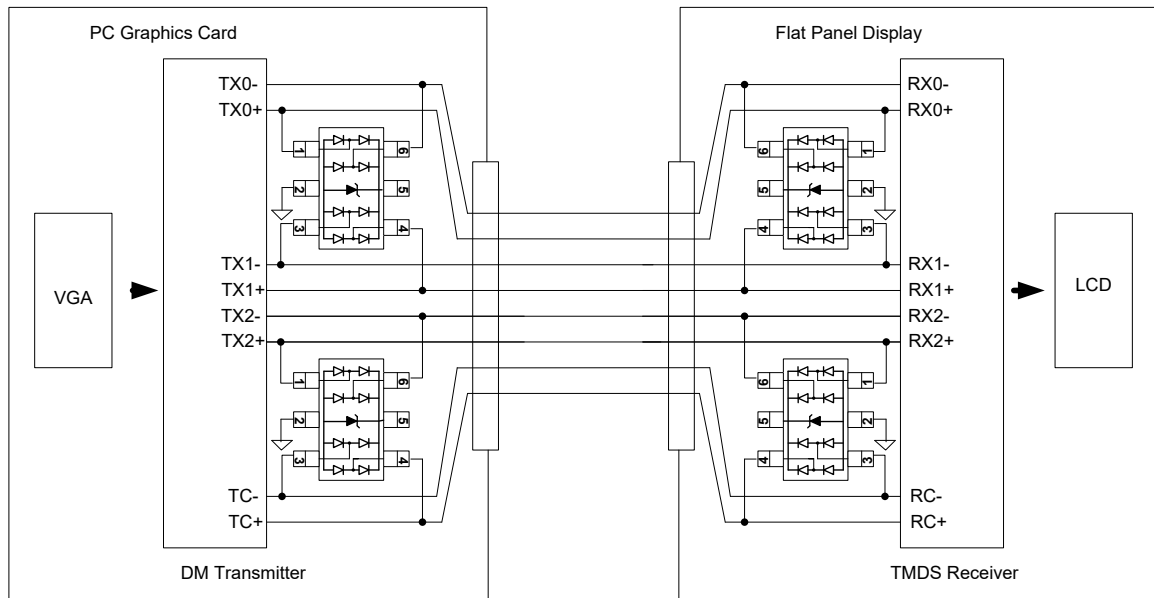 PC Graphics Card
Flat Panel Display
TX0-
RX0-
TX0+
RX0+
1
6
6
1
2
5
5
2
3
4
4
3
TX1-
RX1-
TX1+
RX1+
VGA
LCD
TX2-
RX2-
TX2+
RX2+
1
6
6
1
2
5
5
2
3
4
4
3
TC-
RC-
TC+
RC+
DM Transmitter
TMDS Receiver